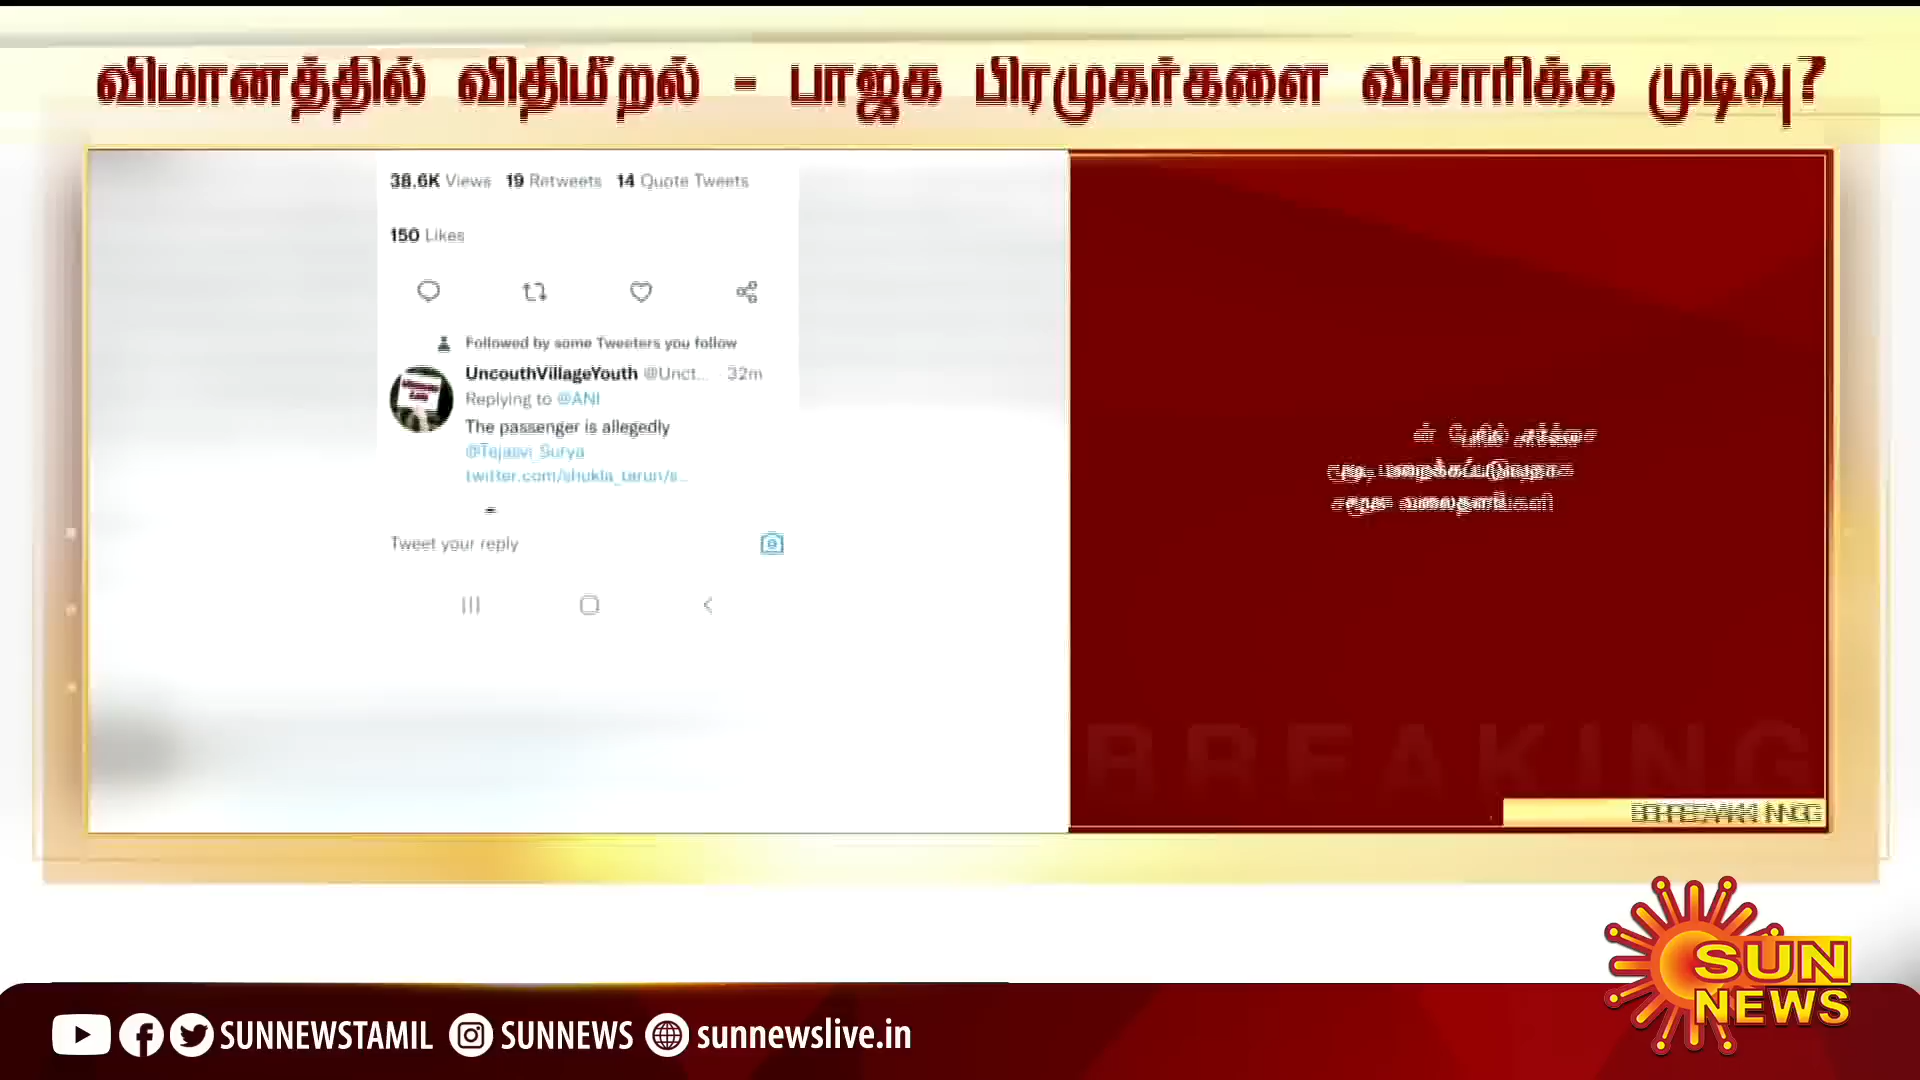 விமானத்தில் விதிமீறல் - பாஜக பிரமுகர்களை விசாரிக்க முடிவு?
38.6K Views 19 Retweets 14 Quote Tweets
150 Likes
Followed by some Tweeters you follow
UncouthVillageYouth @Unct... · 32m
Replying to @ANI
The passenger is allegedly
@Tejasvi_Surya
twitter.com/shukla_tarun/s...
Tweet your reply
BREAKING
SUN
NEWS
SUNNEWSTAMIL SUNNEWS sunnewslive.in